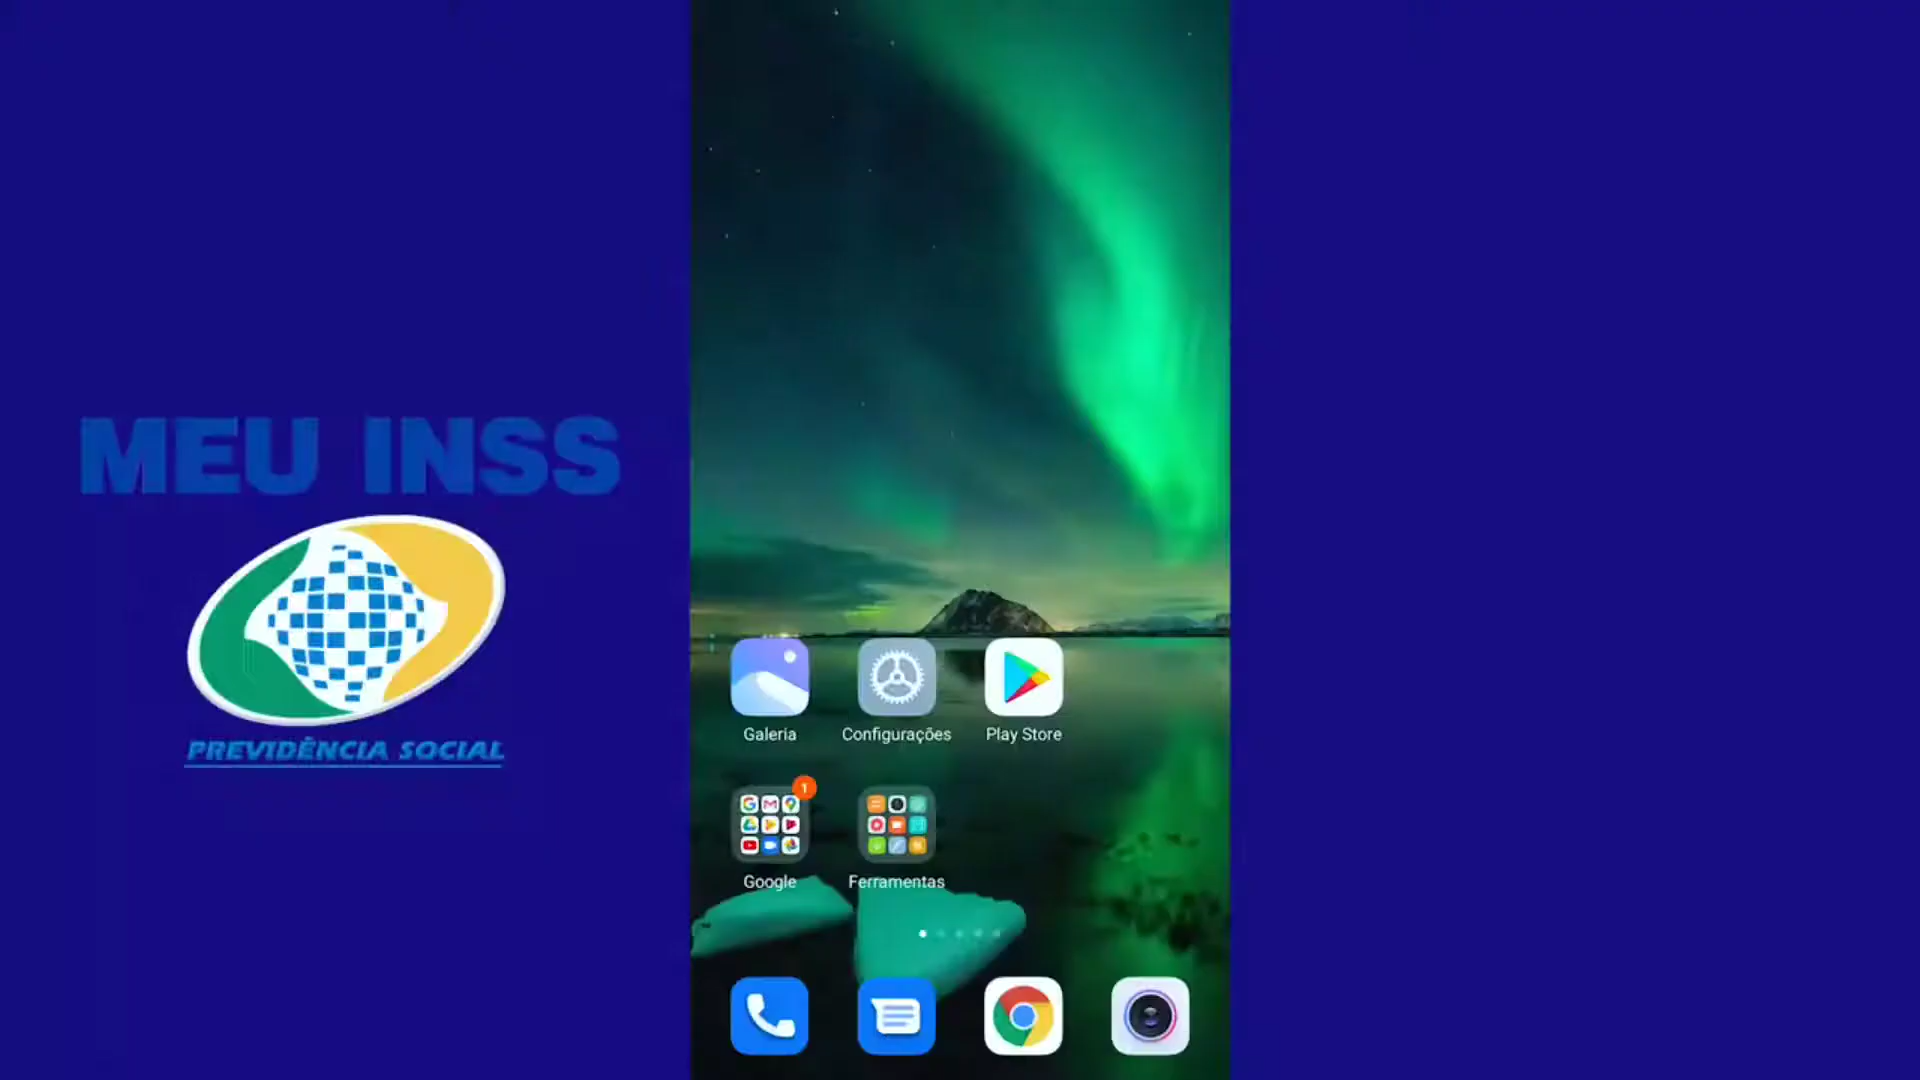 MEU INSS
PREVIDÊNCIA SOCIAL
Galeria
Configurações
Play Store
1
Google
Ferramentas